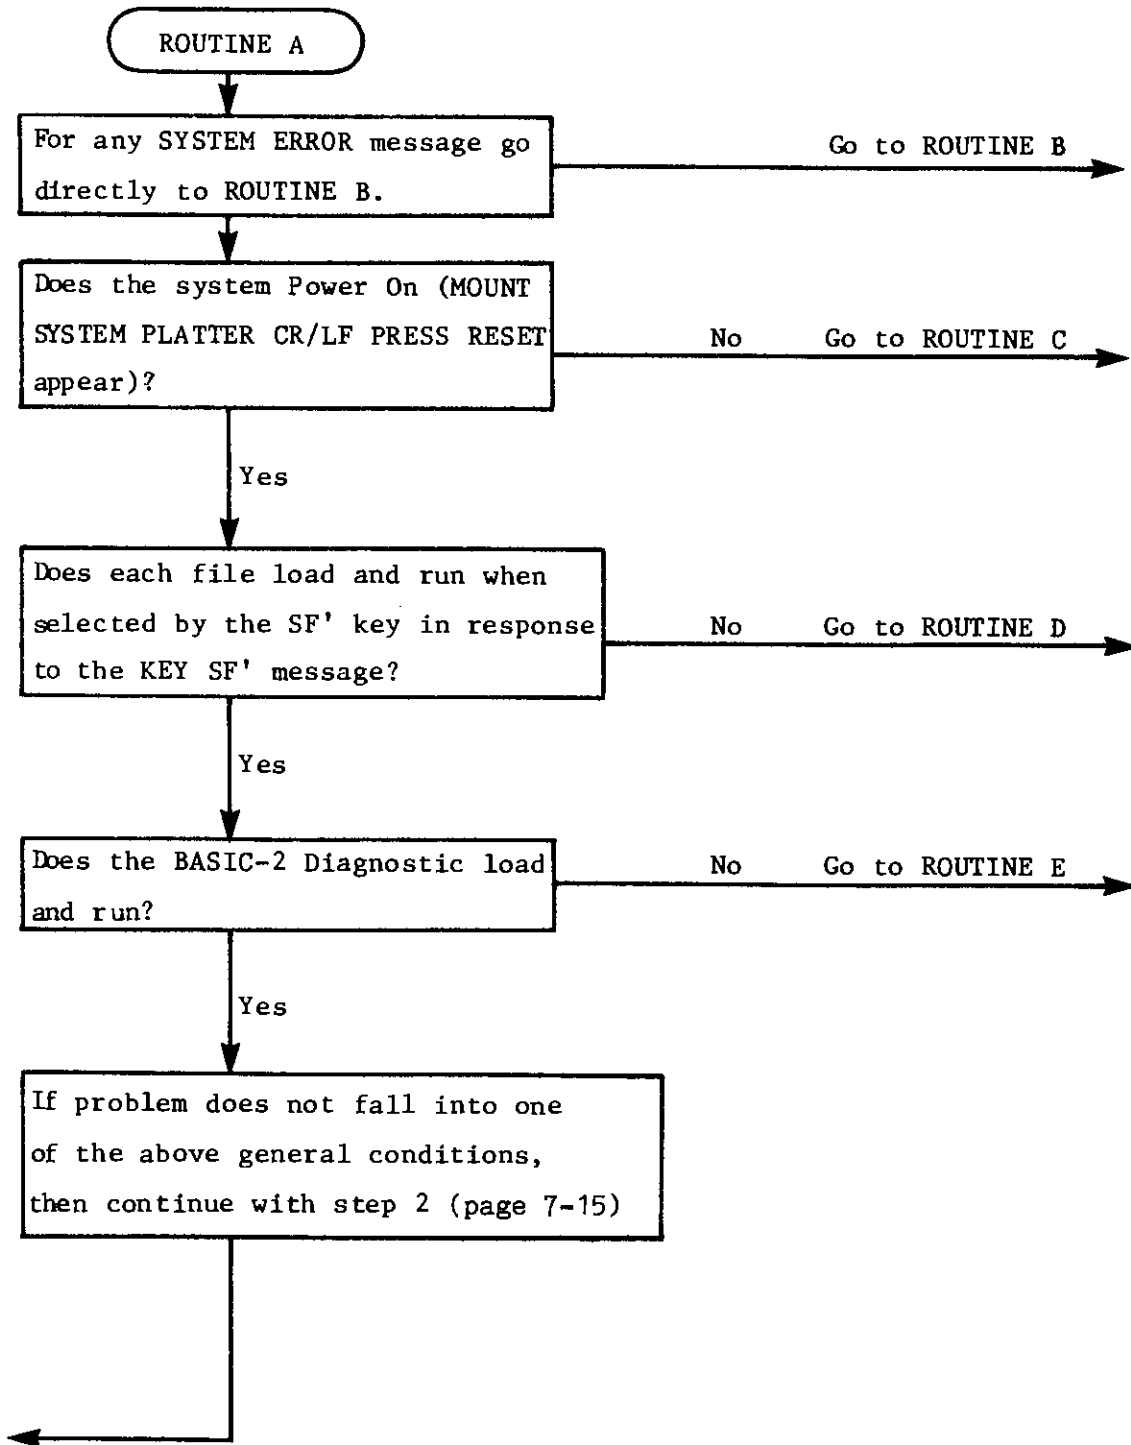 ROUTINE A
For any SYSTEM ERROR message go
directly to ROUTINE B.
Go to ROUTINE B
Does the system Power On (MOUNT
SYSTEM PLATTER CR/LF PRESS RESET
appear)?
No Go to ROUTINE C
Yes
Does each file load and run when
selected by the SF' key in response
to the KEY SF' message?
No Go to ROUTINE D
Yes
Does the BASIC-2 Diagnostic load
and run?
No Go to ROUTINE E
Yes
If problem does not fall into one
of the above general conditions,
then continue with step 2 (page 7-15)